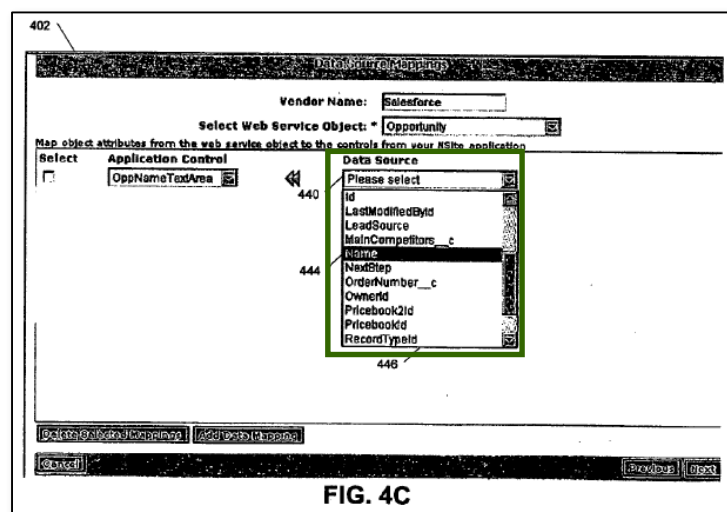 402
Data Source Mappings
Vendor Name: Salesforce
Select Web Service Object: * Opportunity
Map object attributes from the web service object to the controls from your NSite application
Select Application Control Data Source
OppNameTextArea Please select
440
Id
LastModifiedById
LeadSource
MainCompetitors__c
Name
444
NextStep
OrderNumber__c
OwnerId
Pricebook2Id
PricebookId
RecordTypeId
446
Delete Selected Mappings Add Data Mapping
Cancel Previous Next
FIG. 4C